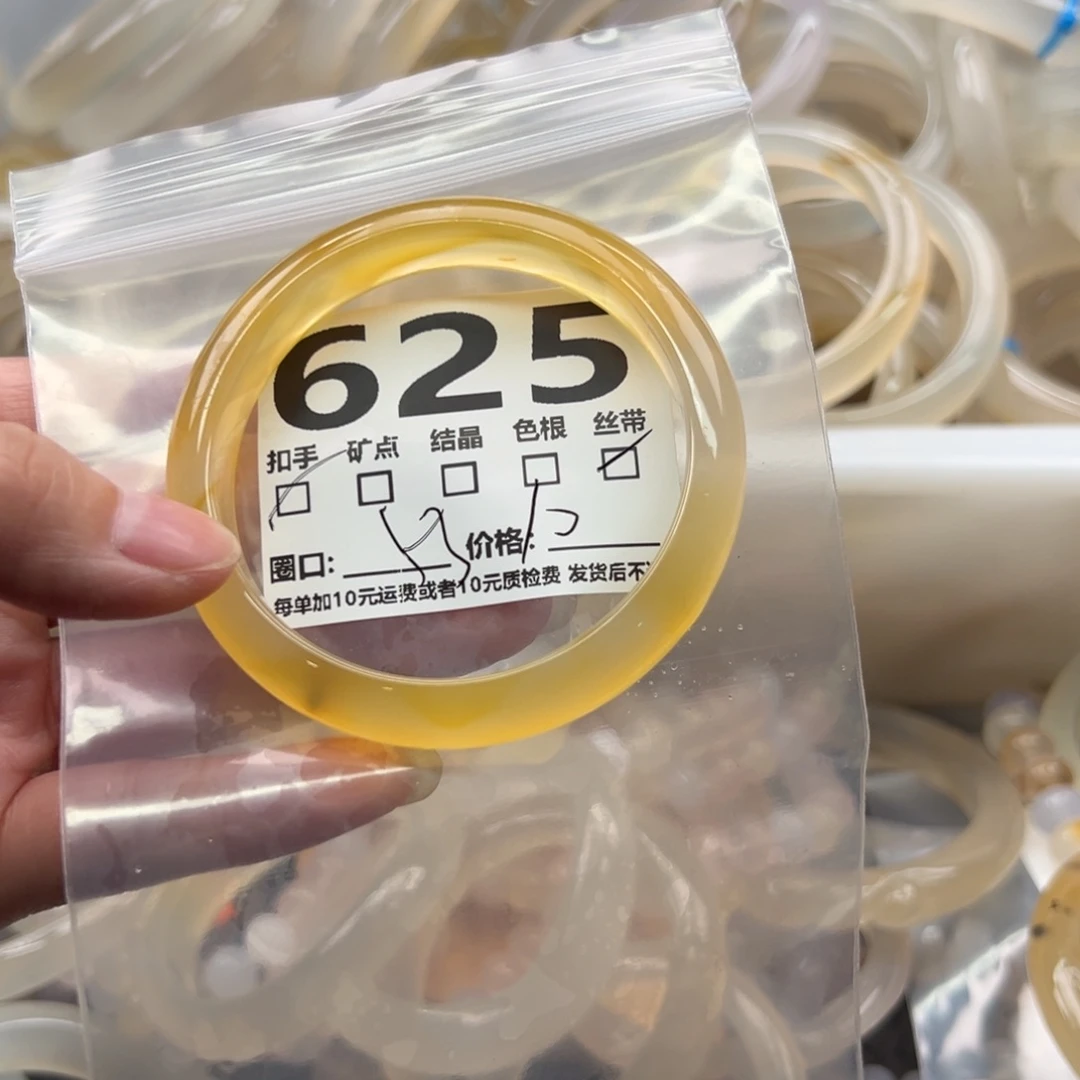 625
扣手 矿点 结晶 色根 丝带
圈口: 价格:
每单加10元运费或者10元质检费 发货后不